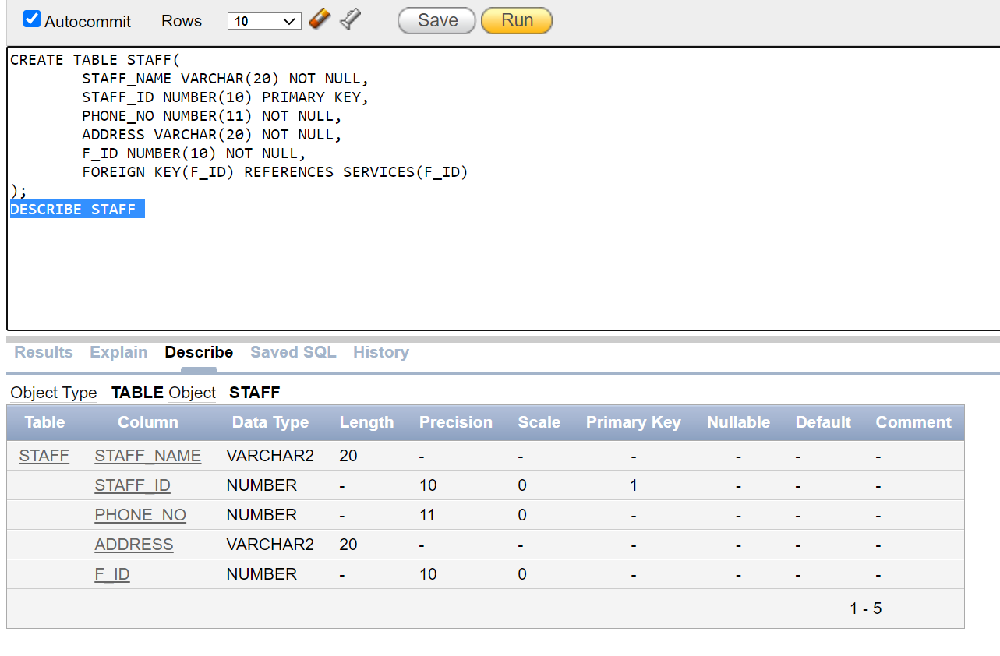 Autocommit Rows 10 Save Run
CREATE TABLE STAFF(
STAFF_NAME VARCHAR(20) NOT NULL,
STAFF_ID NUMBER(10) PRIMARY KEY,
PHONE_NO NUMBER(11) NOT NULL,
ADDRESS VARCHAR(20) NOT NULL,
F_ID NUMBER(10) NOT NULL,
FOREIGN KEY(F_ID) REFERENCES SERVICES(F_ID)
);
DESCRIBE STAFF
Results Explain Describe Saved SQL History
Object Type TABLE Object STAFF
Table Column Data Type Length Precision Scale Primary Key Nullable Default Comment
STAFF STAFF_NAME VARCHAR2 20 - - - - - -
STAFF_ID NUMBER - 10 0 1 - - -
PHONE_NO NUMBER - 11 0 - - - -
ADDRESS VARCHAR2 20 - - - - - -
F_ID NUMBER - 10 0 - - - -
1 - 5